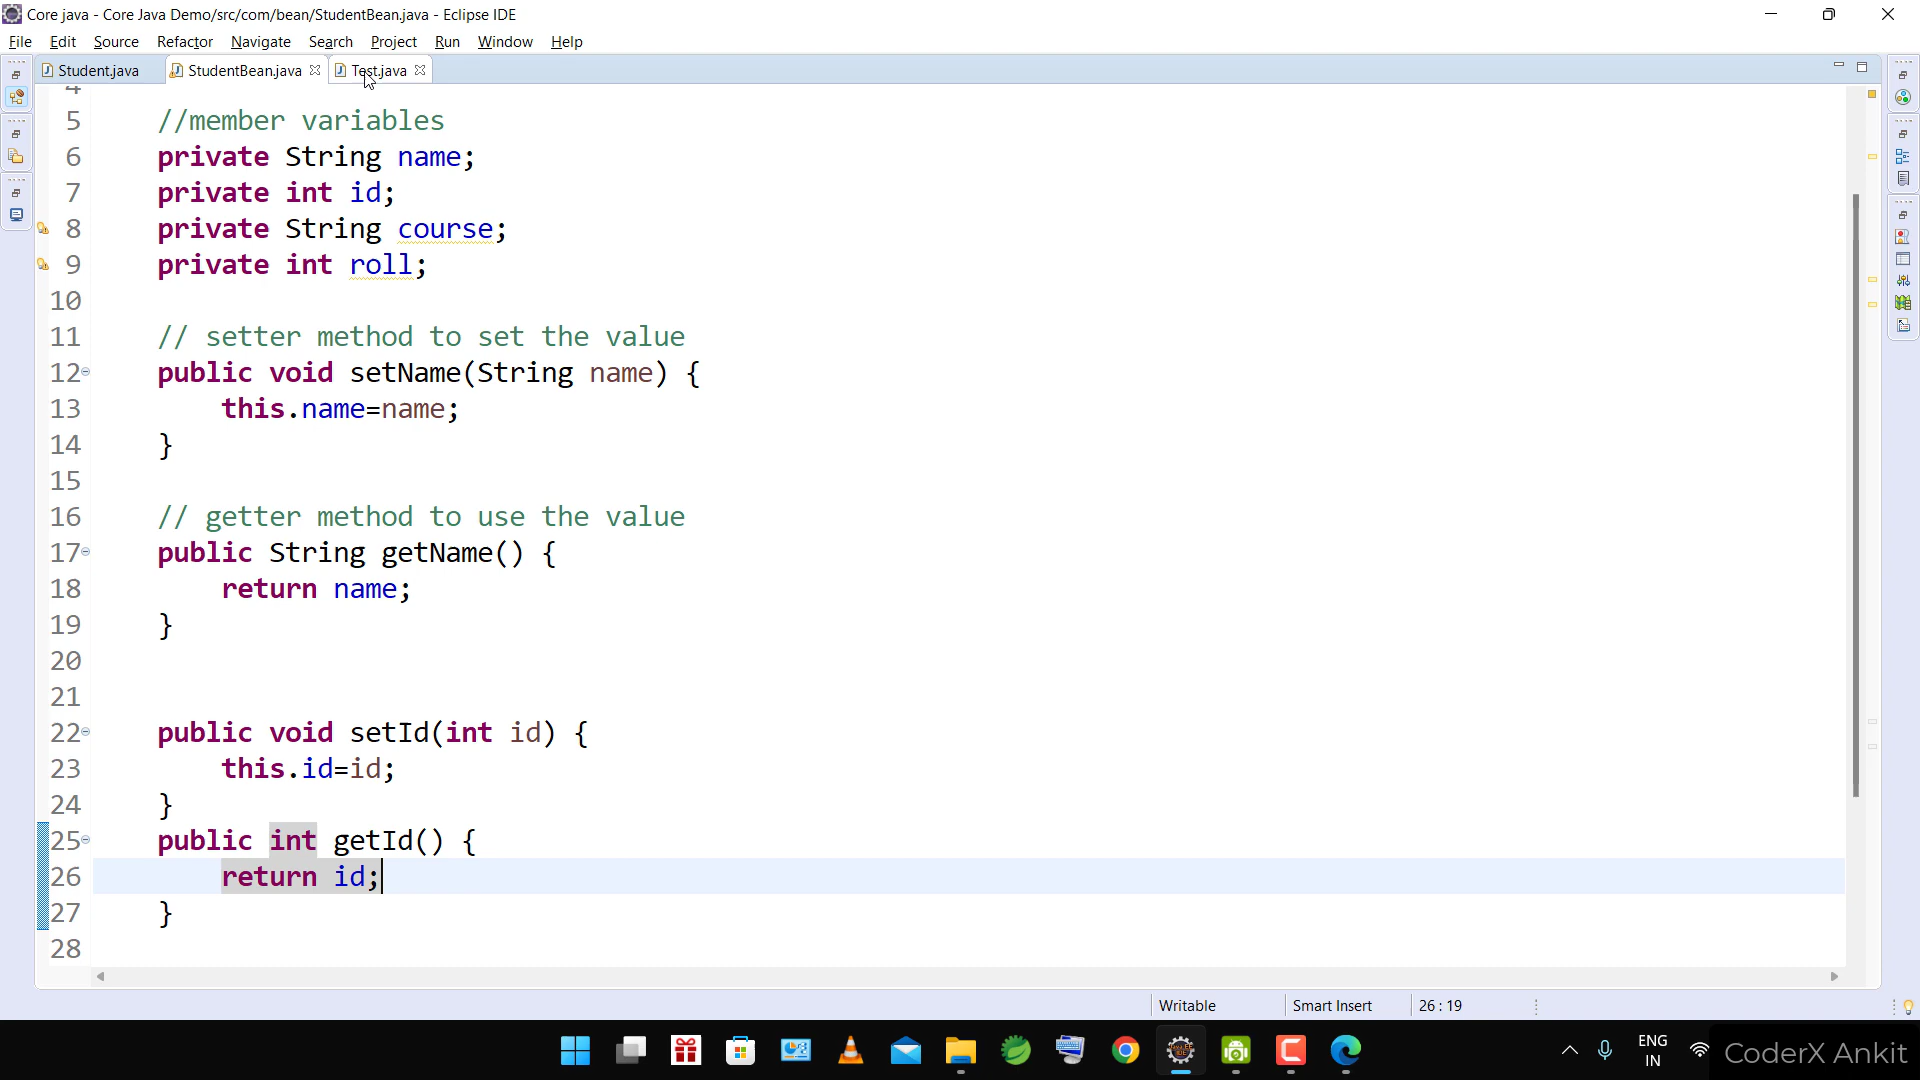 Core java - Core Java Demo/src/com/bean/StudentBean.java - Eclipse IDE
File Edit Source Refactor Navigate Search Project Run Window Help
Student.java StudentBean.java Test.java
4
5 //member variables
6 private String name;
7 private int id;
8 private String course;
9 private int roll;
10
11 // setter method to set the value
12 public void setName(String name) {
13 this.name=name;
14 }
15
16 // getter method to use the value
17 public String getName() {
18 return name;
19 }
20
21
22 public void setId(int id) {
23 this.id=id;
24 }
25 public int getId() {
26 return id;
27 }
28
Writable Smart Insert 26 : 19
ENG
IN
CoderX Ankit